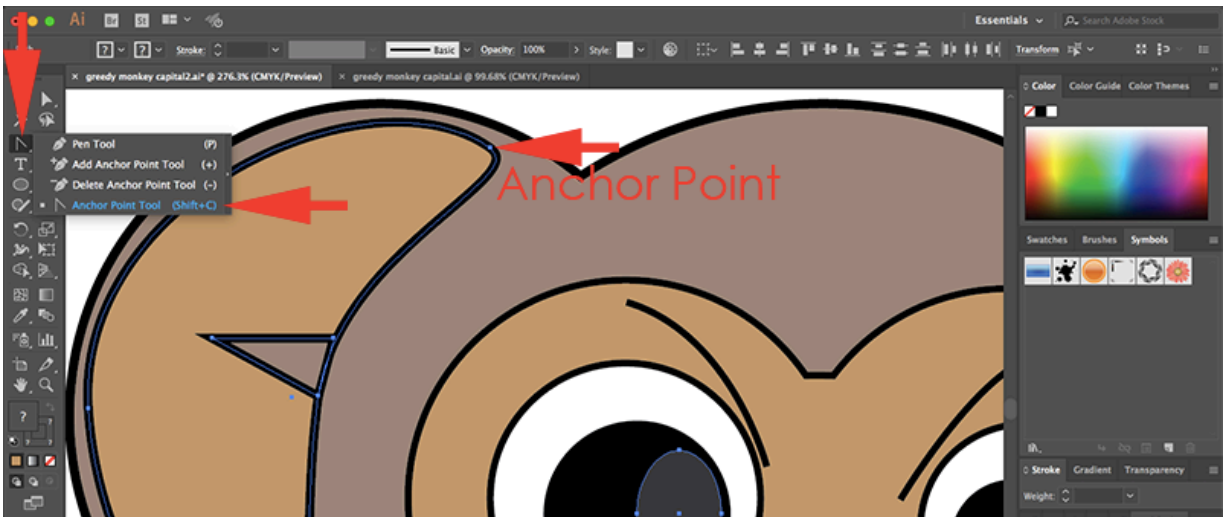 Ai Br St Essentials Search Adobe Stock
? ? Stroke: Basic Opacity: 100% Style: Transform
× greedy monkey capital2.ai* @ 276.3% (CMYK/Preview) × greedy monkey capital.ai @ 99.68% (CMYK/Preview)
Color Color Guide Color Themes
Pen Tool (P)
Add Anchor Point Tool (+)
Delete Anchor Point Tool (-)
Anchor Point Tool (Shift+C)
Anchor Point
T
Swatches Brushes Symbols
?
? ?
Stroke Gradient Transparency
Weight: